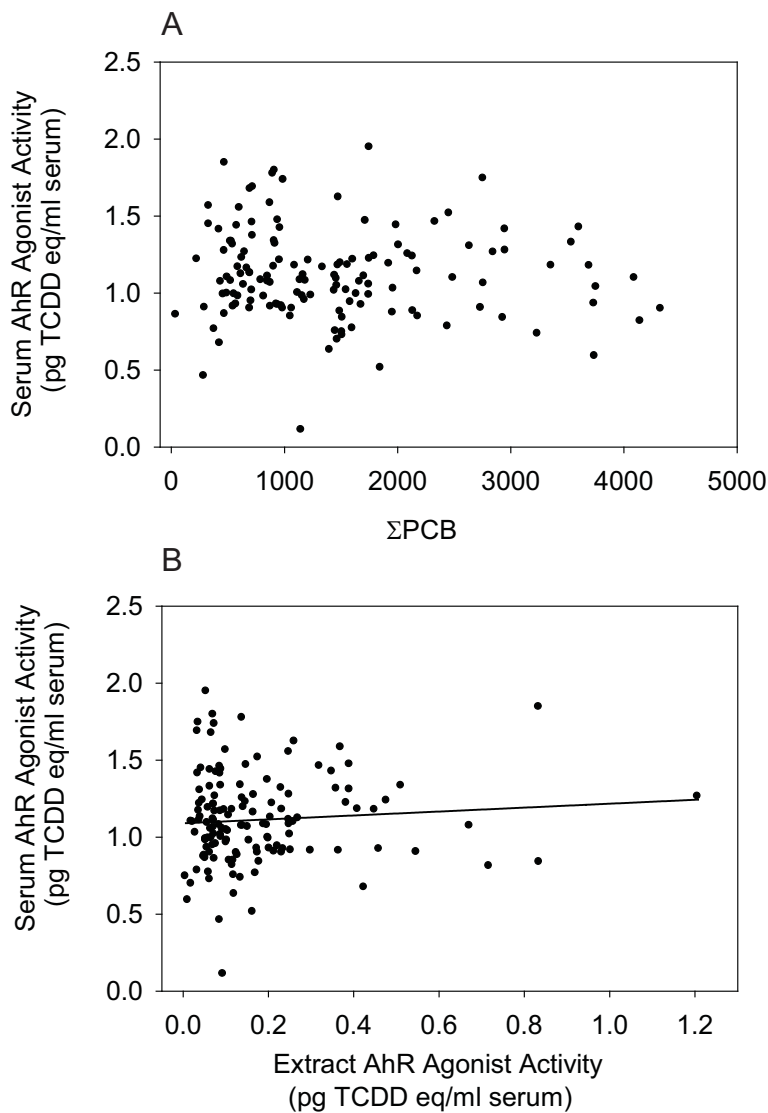 A
Serum AhR Agonist Activity
(pg TCDD eq/ml serum)
2.5
2.0
1.5
1.0
0.5
0.0
0 1000 2000 3000 4000 5000
ΣPCB
B
Serum AhR Agonist Activity
(pg TCDD eq/ml serum)
2.5
2.0
1.5
1.0
0.5
0.0
0.0 0.2 0.4 0.6 0.8 1.0 1.2
Extract AhR Agonist Activity
(pg TCDD eq/ml serum)